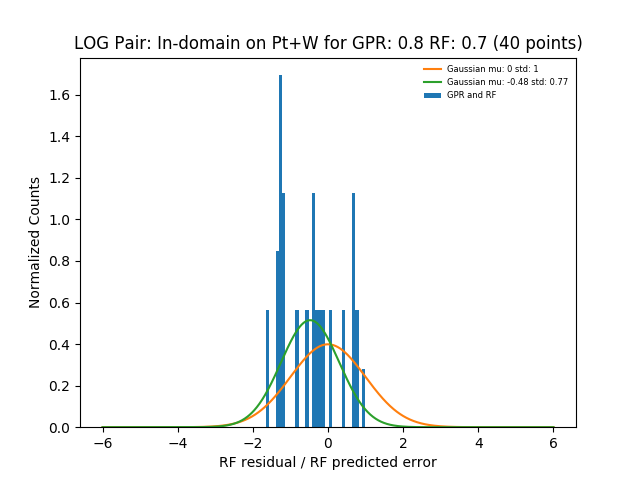 LOG Pair: In-domain on Pt+W for GPR: 0.8 RF: 0.7 (40 points)
Gaussian mu: 0 std: 1
Gaussian mu: -0.48 std: 0.77
GPR and RF
Normalized Counts
1.6
1.4
1.2
1.0
0.8
0.6
0.4
0.2
0.0
−6 −4 −2 0 2 4 6
RF residual / RF predicted error